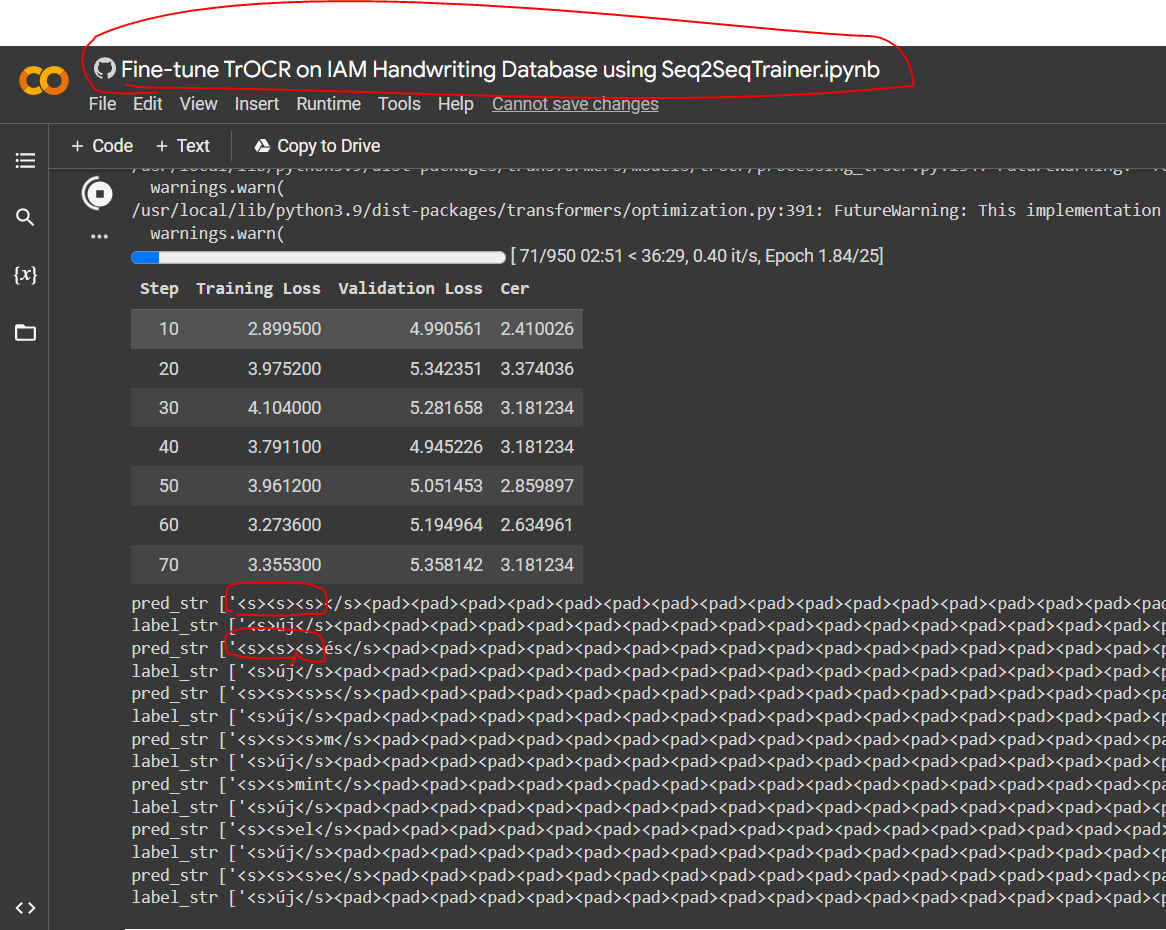 Fine-tune TrOCR on IAM Handwriting Database using Seq2SeqTrainer.ipynb
File Edit View Insert Runtime Tools Help Cannot save changes
+ Code + Text Copy to Drive
warnings.warn(
/usr/local/lib/python3.9/dist-packages/transformers/optimization.py:391: FutureWarning: This implementation
warnings.warn(
[ 71/950 02:51 < 36:29, 0.40 it/s, Epoch 1.84/25]
Step Training Loss Validation Loss Cer
10 2.899500 4.990561 2.410026
20 3.975200 5.342351 3.374036
30 4.104000 5.281658 3.181234
40 3.791100 4.945226 3.181234
50 3.961200 5.051453 2.859897
60 3.273600 5.194964 2.634961
70 3.355300 5.358142 3.181234
pred_str ['<s><s><s></s><pad><pad><pad><pad><pad><pad><pad><pad><pad><pad><pad><pad><pad><pad><pad><pad><pad
label_str ['<s>új</s><pad><pad><pad><pad><pad><pad><pad><pad><pad><pad><pad><pad><pad><pad><pad><pad><pad><p
pred_str ['<s><s><s>és</s><pad><pad><pad><pad><pad><pad><pad><pad><pad><pad><pad><pad><pad><pad><pad><pad><p
label_str ['<s>új</s><pad><pad><pad><pad><pad><pad><pad><pad><pad><pad><pad><pad><pad><pad><pad><pad><pad><p
pred_str ['<s><s><s>s</s><pad><pad><pad><pad><pad><pad><pad><pad><pad><pad><pad><pad><pad><pad><pad><pad><pa
label_str ['<s>új</s><pad><pad><pad><pad><pad><pad><pad><pad><pad><pad><pad><pad><pad><pad><pad><pad><pad><p
pred_str ['<s><s><s>m</s><pad><pad><pad><pad><pad><pad><pad><pad><pad><pad><pad><pad><pad><pad><pad><pad><pa
label_str ['<s>új</s><pad><pad><pad><pad><pad><pad><pad><pad><pad><pad><pad><pad><pad><pad><pad><pad><pad><p
pred_str ['<s><s>mint</s><pad><pad><pad><pad><pad><pad><pad><pad><pad><pad><pad><pad><pad><pad><pad><pad><pa
label_str ['<s>új</s><pad><pad><pad><pad><pad><pad><pad><pad><pad><pad><pad><pad><pad><pad><pad><pad><pad><p
pred_str ['<s><s>el</s><pad><pad><pad><pad><pad><pad><pad><pad><pad><pad><pad><pad><pad><pad><pad><pad><pad>
label_str ['<s>új</s><pad><pad><pad><pad><pad><pad><pad><pad><pad><pad><pad><pad><pad><pad><pad><pad><pad><p
pred_str ['<s><s><s>e</s><pad><pad><pad><pad><pad><pad><pad><pad><pad><pad><pad><pad><pad><pad><pad><pad><pa
label_str ['<s>új</s><pad><pad><pad><pad><pad><pad><pad><pad><pad><pad><pad><pad><pad><pad><pad><pad><pad><p